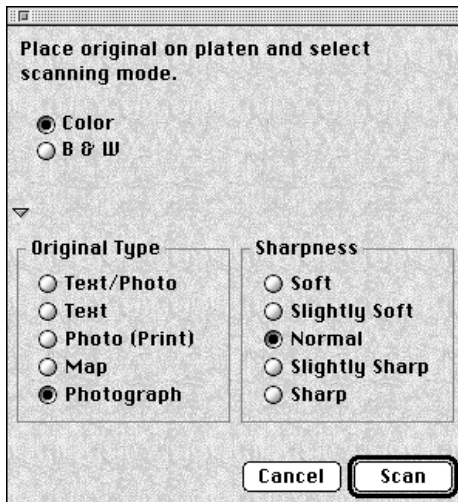 Place original on platen and select
scanning mode.
Color
B & W
Original Type
Text/Photo
Text
Photo (Print)
Map
Photograph
Sharpness
Soft
Slightly Soft
Normal
Slightly Sharp
Sharp
Cancel
Scan